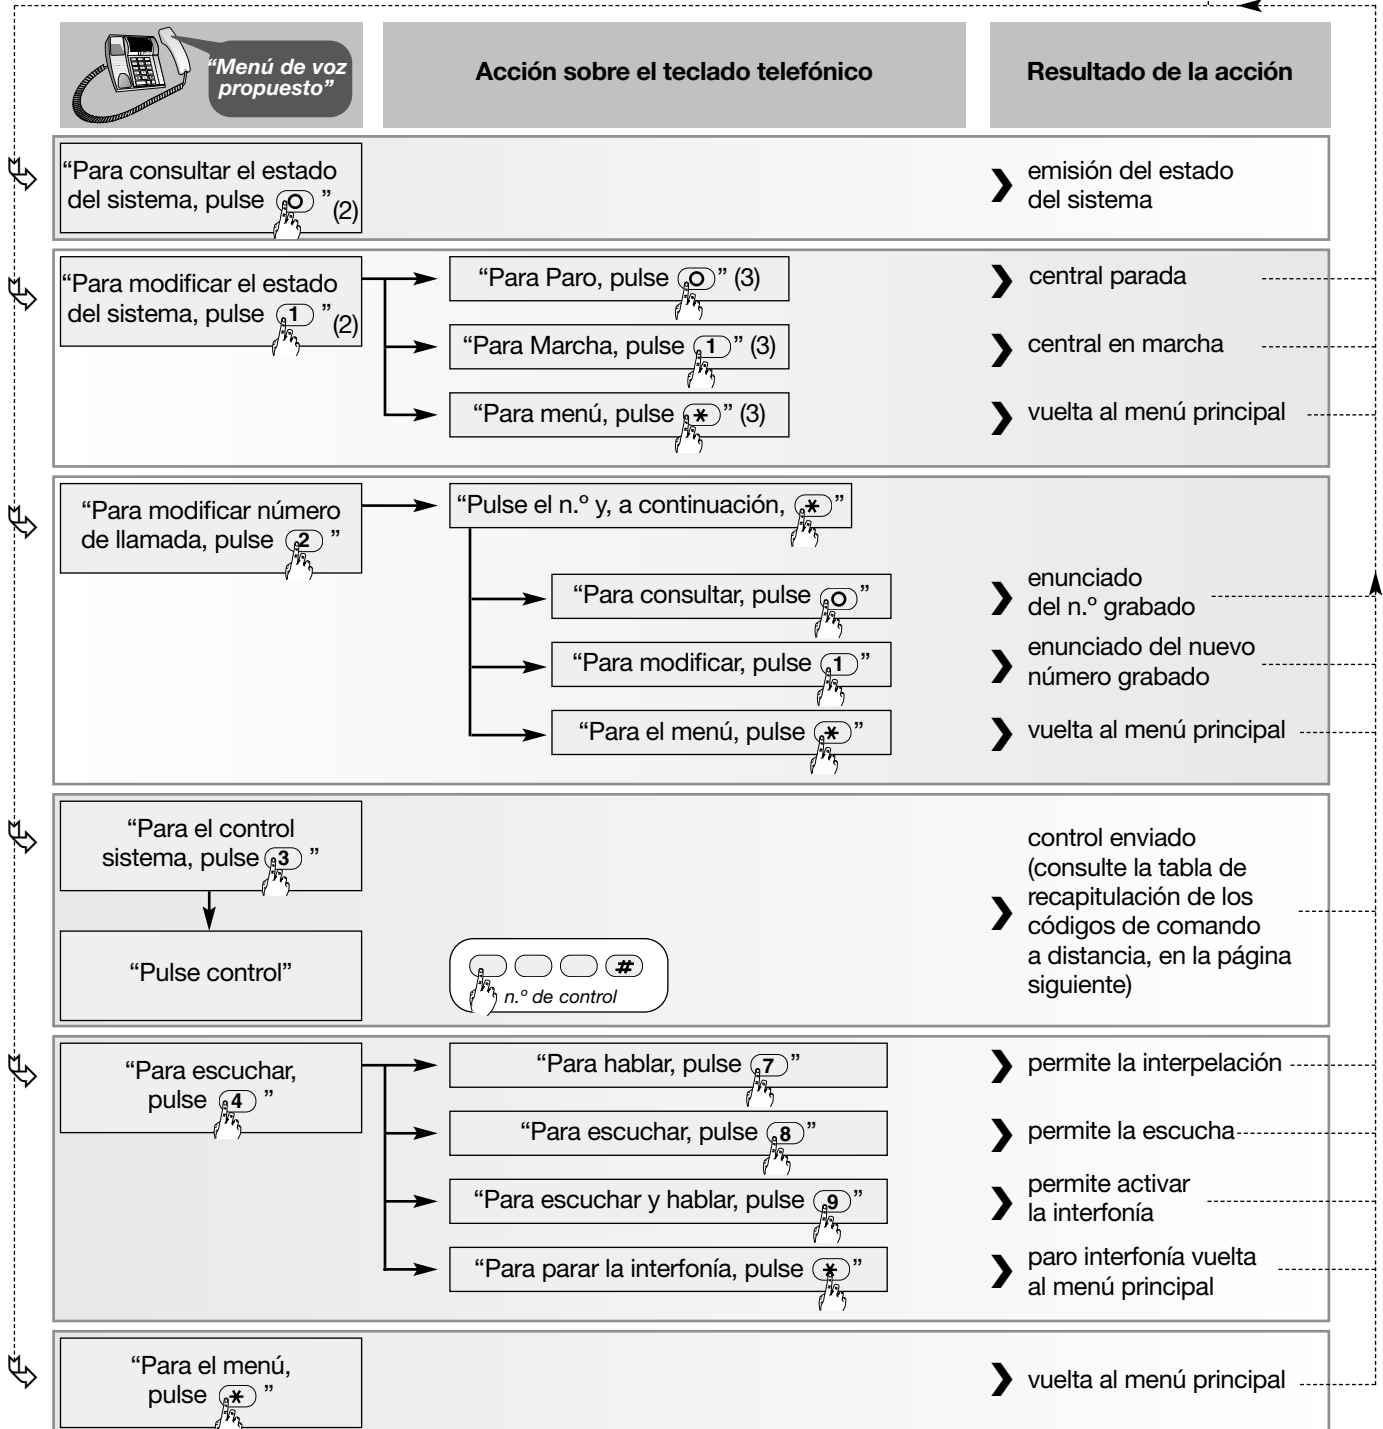 “Menú de voz
propuesto”
Acción sobre el teclado telefónico
Resultado de la acción
“Para consultar el estado
del sistema, pulse 0 ” (2)
emisión del estado
del sistema
“Para modificar el estado
del sistema, pulse 1 ” (2)
“Para Paro, pulse 0 ” (3)
central parada
“Para Marcha, pulse 1 ” (3)
central en marcha
“Para menú, pulse * ” (3)
vuelta al menú principal
“Para modificar número
de llamada, pulse 2 ”
“Pulse el n.º y, a continuación, * ”
“Para consultar, pulse 0 ”
enunciado
del n.º grabado
“Para modificar, pulse 1 ”
enunciado del nuevo
número grabado
“Para el menú, pulse * ”
vuelta al menú principal
“Para el control
sistema, pulse 3 ”
“Pulse control”
#
n.º de control
control enviado
(consulte la tabla de
recapitulación de los
códigos de comando
a distancia, en la página
siguiente)
“Para escuchar,
pulse 4 ”
“Para hablar, pulse 7 ”
permite la interpelación
“Para escuchar, pulse 8 ”
permite la escucha
“Para escuchar y hablar, pulse 9 ”
permite activar
la interfonía
“Para parar la interfonía, pulse * ”
paro interfonía vuelta
al menú principal
“Para el menú,
pulse * ”
vuelta al menú principal